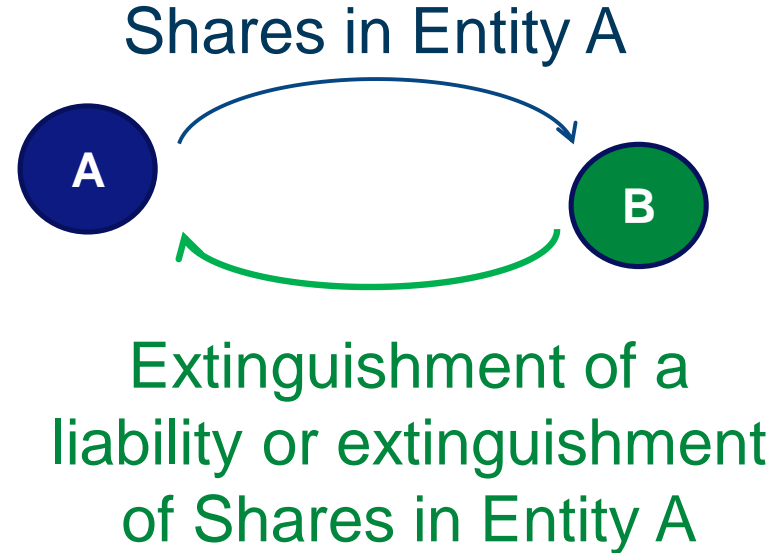 Shares in Entity A
A
B
Extinguishment of a
liability or extinguishment
of Shares in Entity A